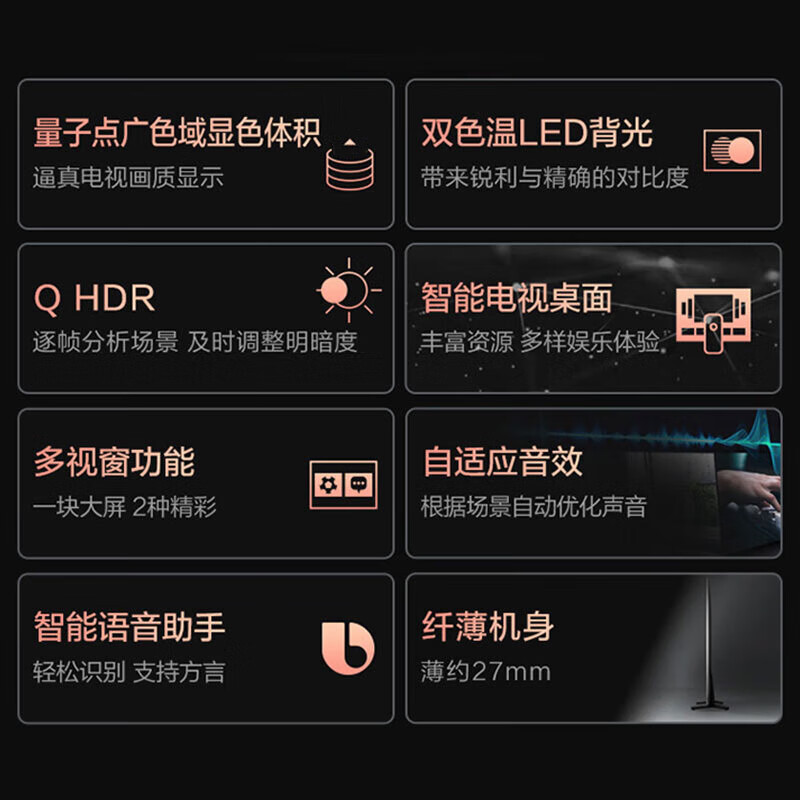 量子点广色域显色体积
逼真电视画质显示
双色温LED背光
带来锐利与精确的对比度
Q HDR
逐帧分析场景 及时调整明暗度
智能电视桌面
丰富资源 多样娱乐体验
多视窗功能
一块大屏 2种精彩
自适应音效
根据场景自动优化声音
智能语音助手
轻松识别 支持方言
纤薄机身
薄约27mm